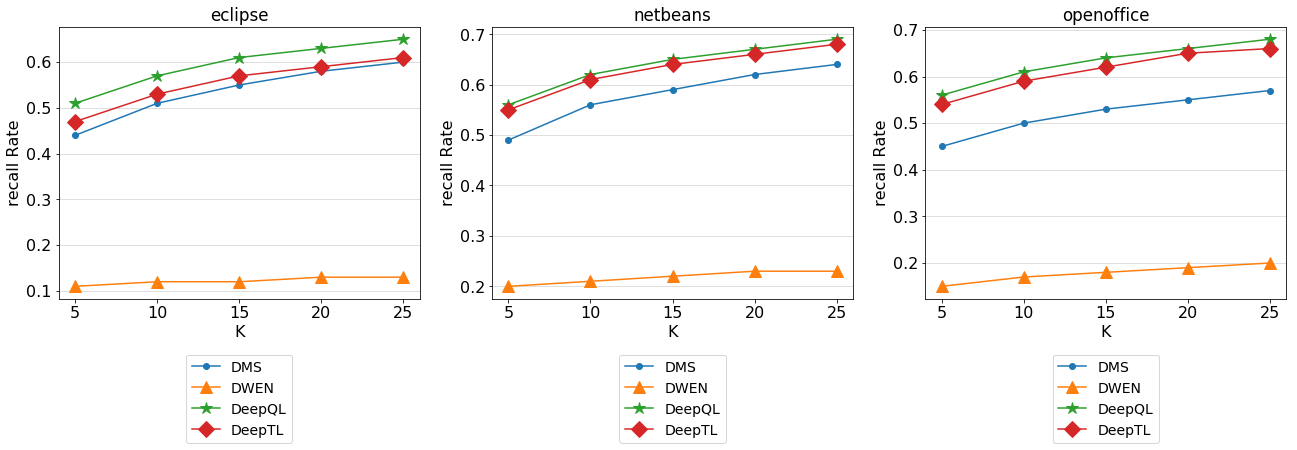 eclipse
recall Rate
0.6
0.5
0.4
0.3
0.2
0.1
5 10 15 20 25
K
DMS
DWEN
DeepQL
DeepTL
netbeans
recall Rate
0.7
0.6
0.5
0.4
0.3
0.2
5 10 15 20 25
K
DMS
DWEN
DeepQL
DeepTL
openoffice
recall Rate
0.7
0.6
0.5
0.4
0.3
0.2
5 10 15 20 25
K
DMS
DWEN
DeepQL
DeepTL